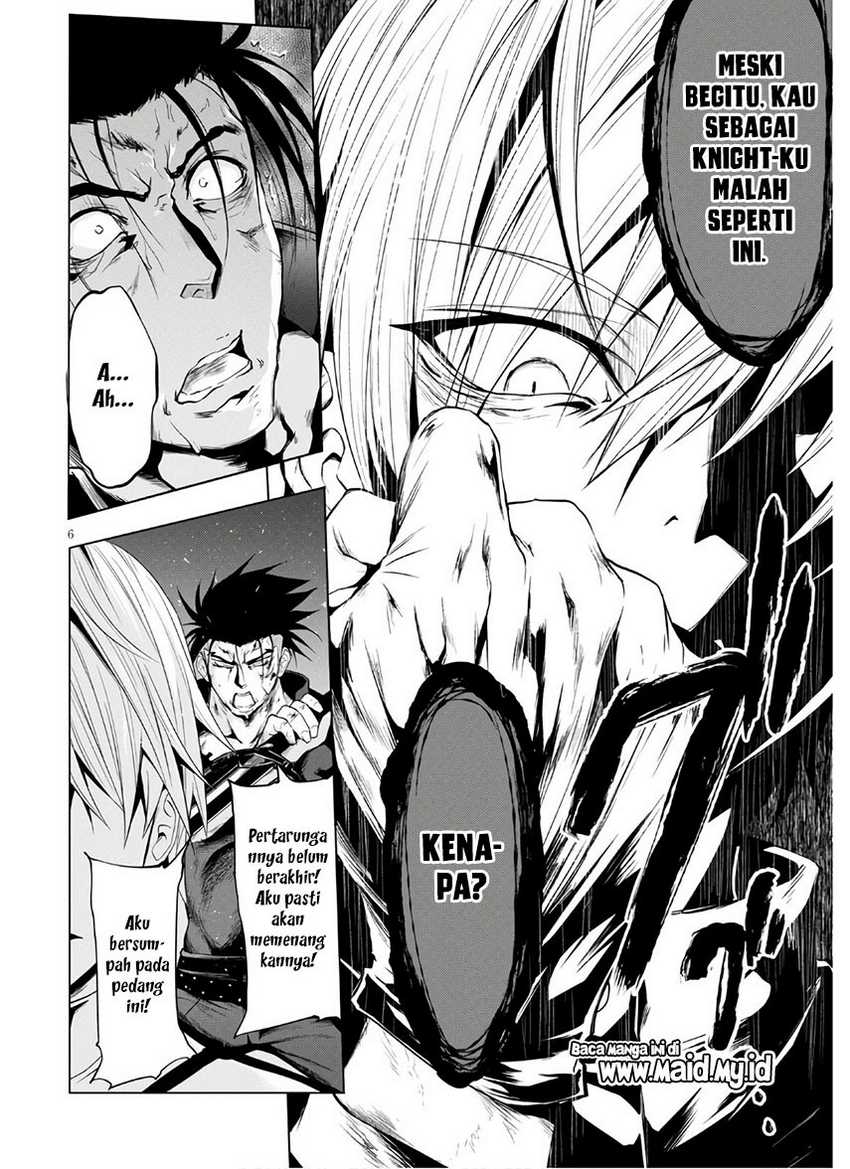 MESKI
BEGITU, KAU
SEBAGAI
KNIGHT-KU
MALAH
SEPERTI
INI.
KENA-
PA?
A...
Ah...
6
Pertarunga
nnya belum
berakhir!
Aku pasti
akan
memenang
kannya!
Aku
bersum-
pah pada
pedang
ini!
Baca Manga ini di
www.Maid.My.id